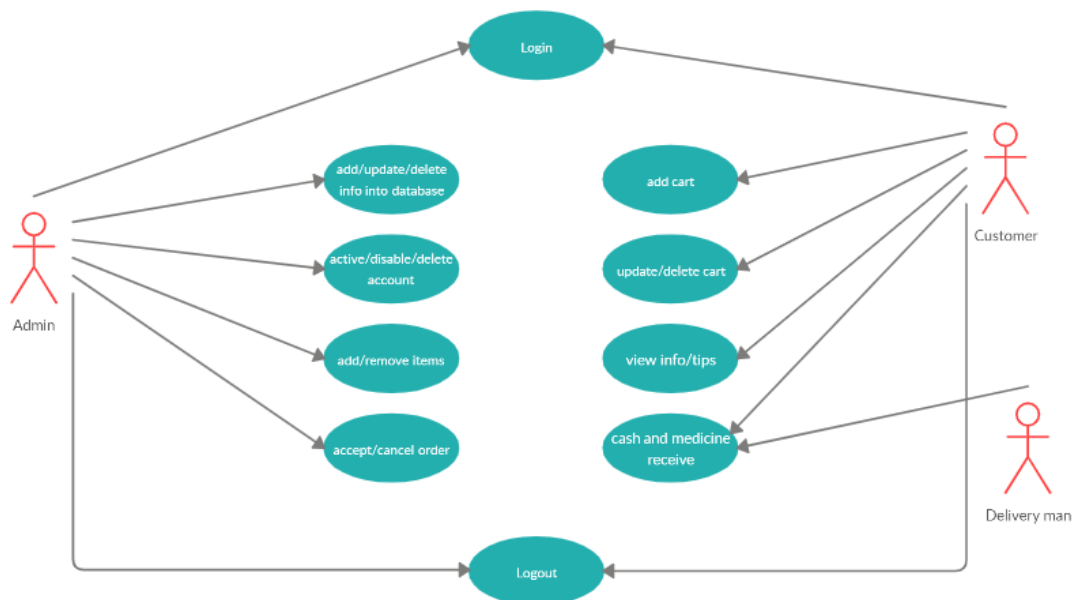 Login
add/update/delete
info into database
add cart
Customer
active/disable/delete
account
update/delete cart
Admin
add/remove items
view info/tips
accept/cancel order
cash and medicine
receive
Delivery man
Logout